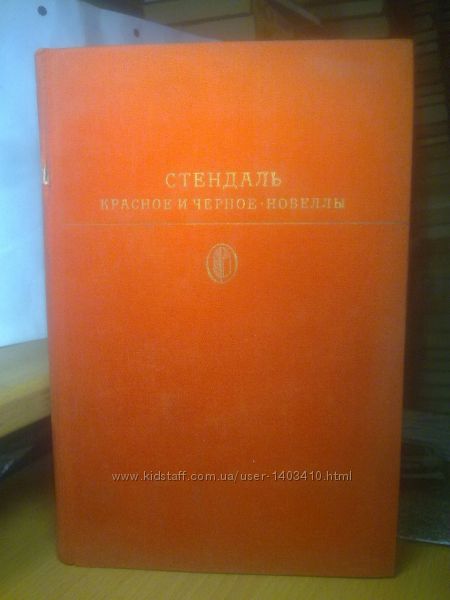 СТЕНДАЛЬ
КРАСНОЕ И ЧЕРНОЕ · НОВЕЛЛЫ
www.kidstaff.com.ua/user-1403410.html